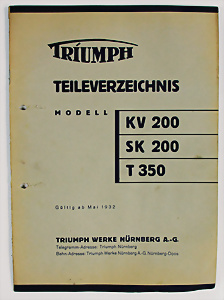 TRIUMPH
TEILEVERZEICHNIS
MODELL
KV 200
SK 200
T 350
Gültig ab Mai 1932
TRIUMPH WERKE NÜRNBERG A.-G.
Telegramm-Adresse: Triumph Nürnberg
Bahn-Adresse: Triumph-Werke Nürnberg A.-G. Nürnberg-Doos